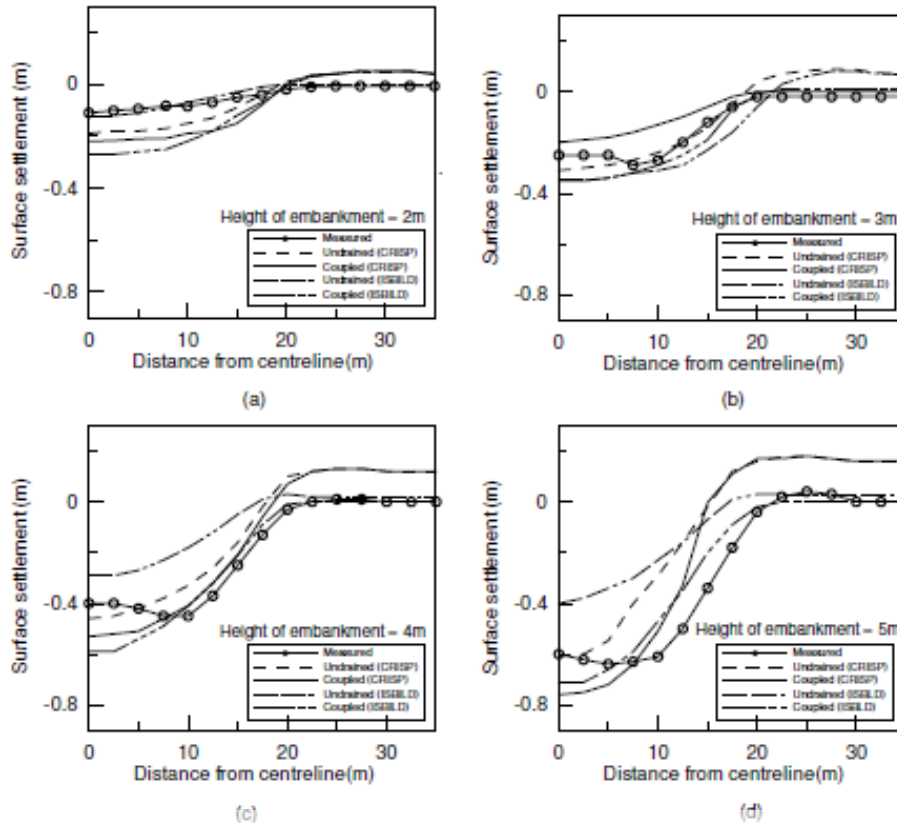 0
-0.4
-0.8
Surface settlement (m)
Height of embankment = 2m
Measured
Undrained (CRISP)
Coupled (CRISP)
Undrained (ISBILD)
Coupled (ISBILD)
0 10 20 30
Distance from centreline(m)
(a)
0
-0.4
-0.8
Surface settlement (m)
Height of embankment = 3m
Measured
Undrained (CRISP)
Coupled (CRISP)
Undrained (ISBILD)
Coupled (ISBILD)
0 10 20 30
Distance from centreline(m)
(b)
0
-0.4
-0.8
Surface settlement (m)
Height of embankment = 4m
Measured
Undrained (CRISP)
Coupled (CRISP)
Undrained (ISBILD)
Coupled (ISBILD)
0 10 20 30
Distance from centreline(m)
(c)
0
-0.4
-0.8
Surface settlement (m)
Height of embankment = 5m
Measured
Undrained (CRISP)
Coupled (CRISP)
Undrained (ISBILD)
Coupled (ISBILD)
0 10 20 30
Distance from centreline(m)
(d)